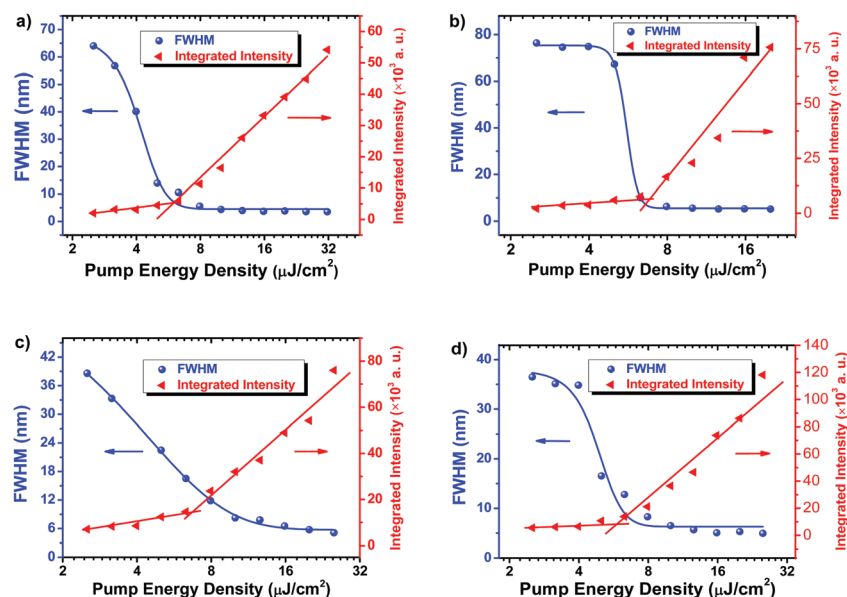 a)
FWHM
Integrated Intensity
70
60
50
40
30
20
10
0
FWHM (nm)
60
50
40
30
20
10
0
Integrated Intensity (×10³ a. u.)
2 4 8 16 32
Pump Energy Density (μJ/cm²)
b)
FWHM
Integrated Intensity
80
60
40
20
0
FWHM (nm)
75
50
25
0
Integrated Intensity (×10³ a. u.)
2 4 8 16
Pump Energy Density (μJ/cm²)
c)
FWHM
Integrated Intensity
42
36
30
24
18
12
6
0
FWHM (nm)
80
60
40
20
0
Integrated Intensity (×10³ a. u.)
2 4 8 16 32
Pump Energy Density (μJ/cm²)
d)
FWHM
Integrated Intensity
40
30
20
10
0
FWHM (nm)
140
120
100
80
60
40
20
0
Integrated Intensity (×10³ a. u.)
2 4 8 16 32
Pump Energy Density (μJ/cm²)